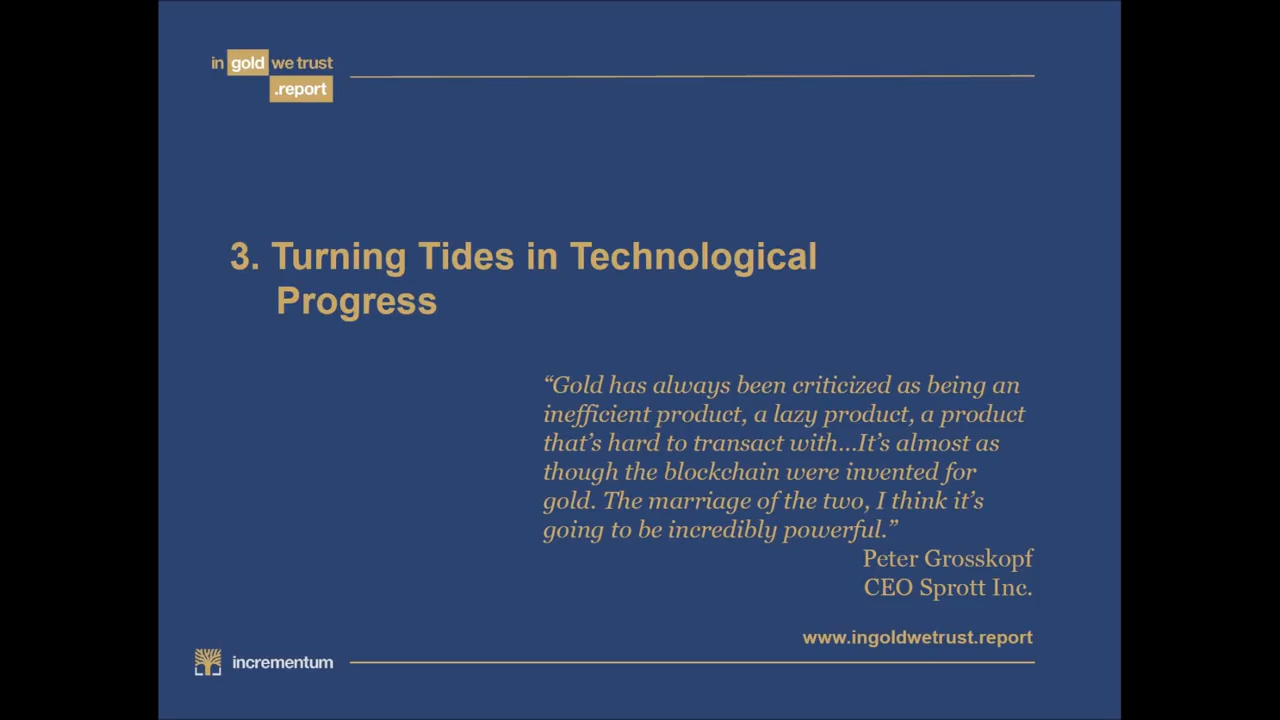 in gold we trust
.report
3. Turning Tides in Technological
Progress
“Gold has always been criticized as being an
inefficient product, a lazy product, a product
that’s hard to transact with…It’s almost as
though the blockchain were invented for
gold. The marriage of the two, I think it’s
going to be incredibly powerful.”
Peter Grosskopf
CEO Sprott Inc.
www.ingoldwetrust.report
incrementum